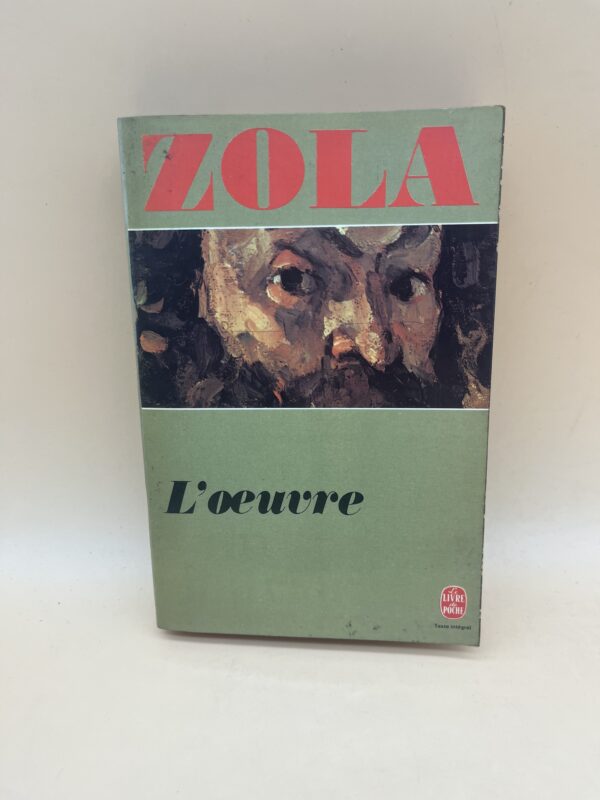 ZOLA
L'oeuvre
Le
LIVRE
de
POCHE
Texte intégral